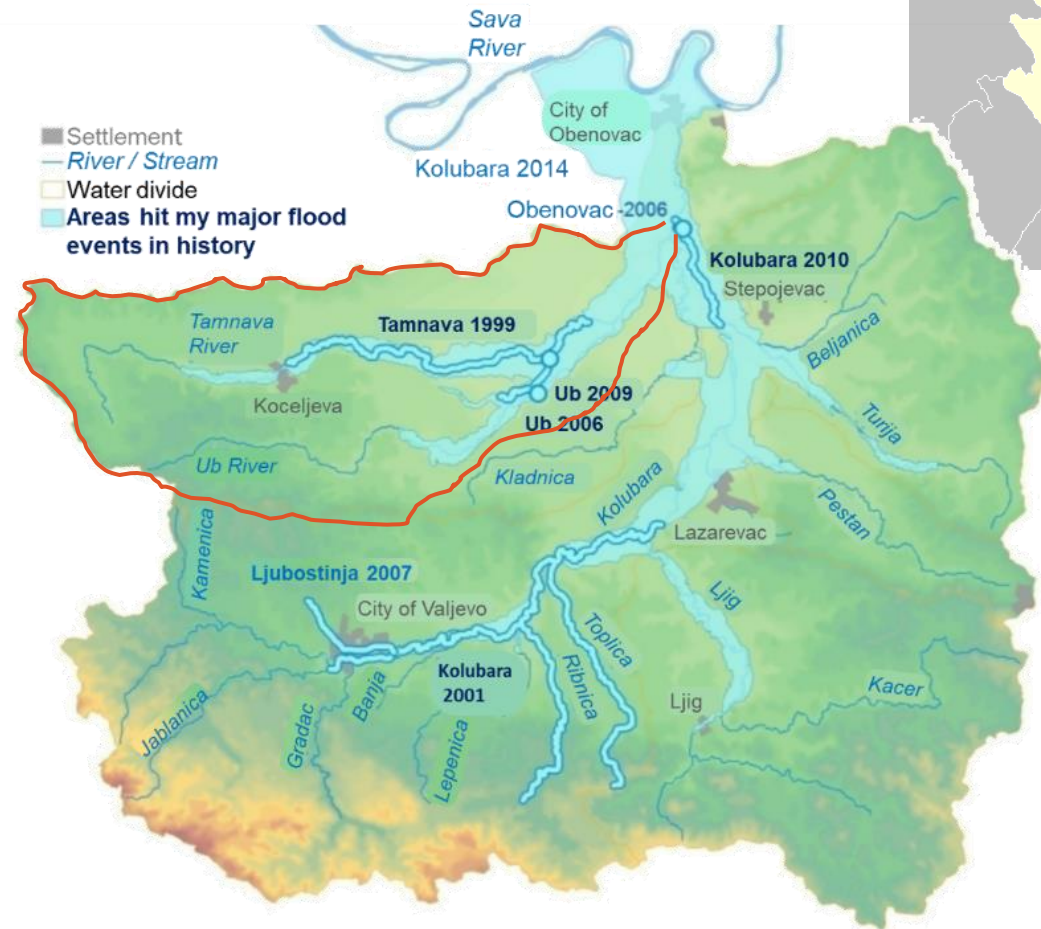 Sava
River
City of
Obenovac
Settlement
River / Stream
Water divide
Areas hit my major flood
events in history
Kolubara 2014
Obenovac -2006
Kolubara 2010
Stepojevac
Tamnava
River
Tamnava 1999
Beljanica
Koceljeva
Ub 2009
Ub 2006
Turija
Ub River
Kladnica
Kolubara
Pestan
Lazarevac
Kamenica
Ljubostinja 2007
City of Valjevo
Ljig
Toplica
Kolubara
2001
Ribnica
Banja
Jablanica
Gradac
Lepenica
Ljig
Kacer